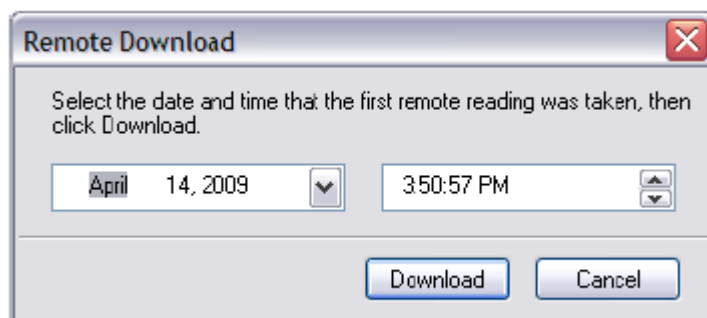 Remote Download
Select the date and time that the first remote reading was taken, then
click Download.
April 14, 2009 3:50:57 PM
Download Cancel